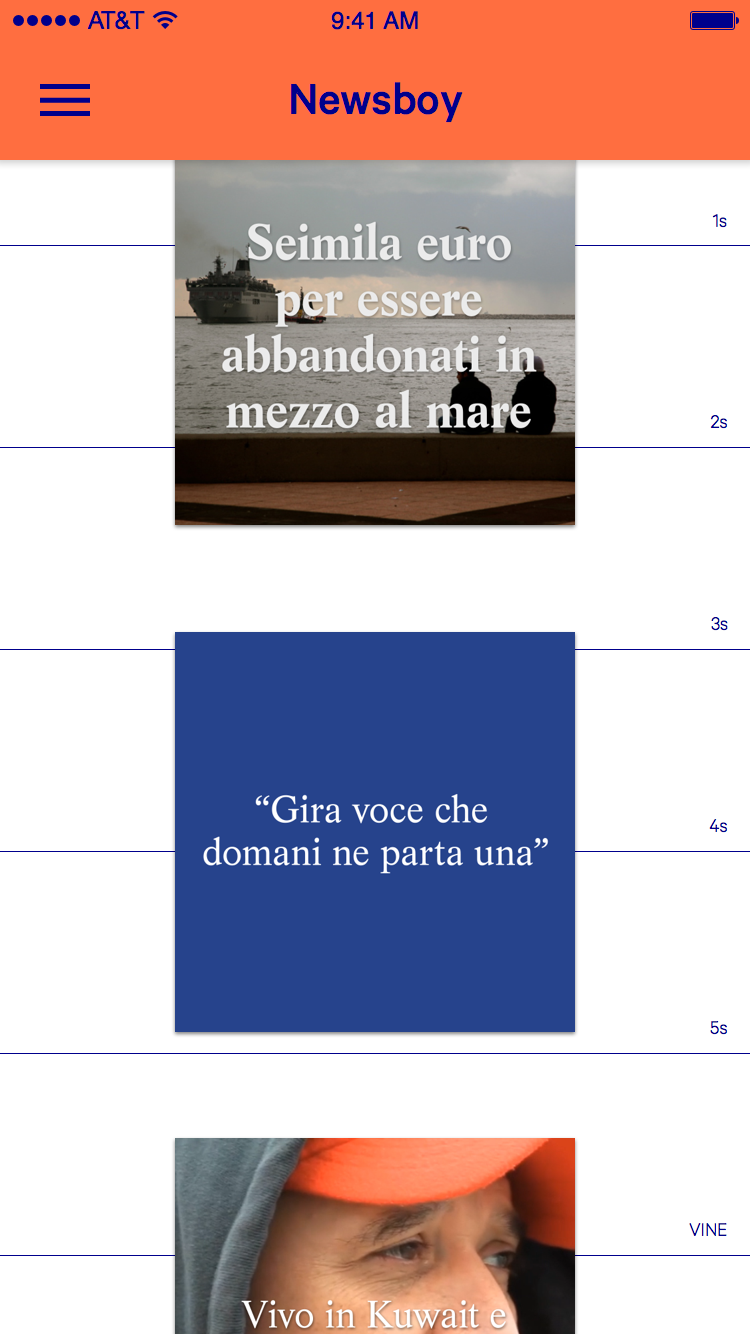 AT&T 9:41 AM
Newsboy
1s
Seimila euro
per essere
abbandonati in
mezzo al mare
2s
3s
“Gira voce che
domani ne parta una”
4s
5s
VINE
Vivo in Kuwait e